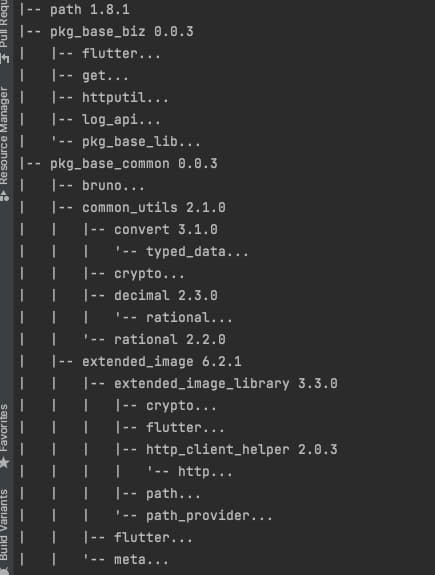 |-- path 1.8.1
|-- pkg_base_biz 0.0.3
|   |-- flutter...
|   |-- get...
|   |-- httputil...
|   |-- log_api...
|   '-- pkg_base_lib...
|-- pkg_base_common 0.0.3
|   |-- bruno...
|   |-- common_utils 2.1.0
|   |   |-- convert 3.1.0
|   |   |   '-- typed_data...
|   |   |-- crypto...
|   |   |-- decimal 2.3.0
|   |   |   '-- rational...
|   |   '-- rational 2.2.0
|   |-- extended_image 6.2.1
|   |   |-- extended_image_library 3.3.0
|   |   |   |-- crypto...
|   |   |   |-- flutter...
|   |   |   |-- http_client_helper 2.0.3
|   |   |   |   '-- http...
|   |   |   |-- path...
|   |   |   '-- path_provider...
|   |   |-- flutter...
|   |   '-- meta...
Pull Requ
Resource Manager
Favorites
Build Variants